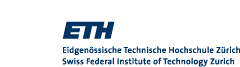 ETH
Eidgenössische Technische Hochschule Zürich
Swiss Federal Institute of Technology Zurich